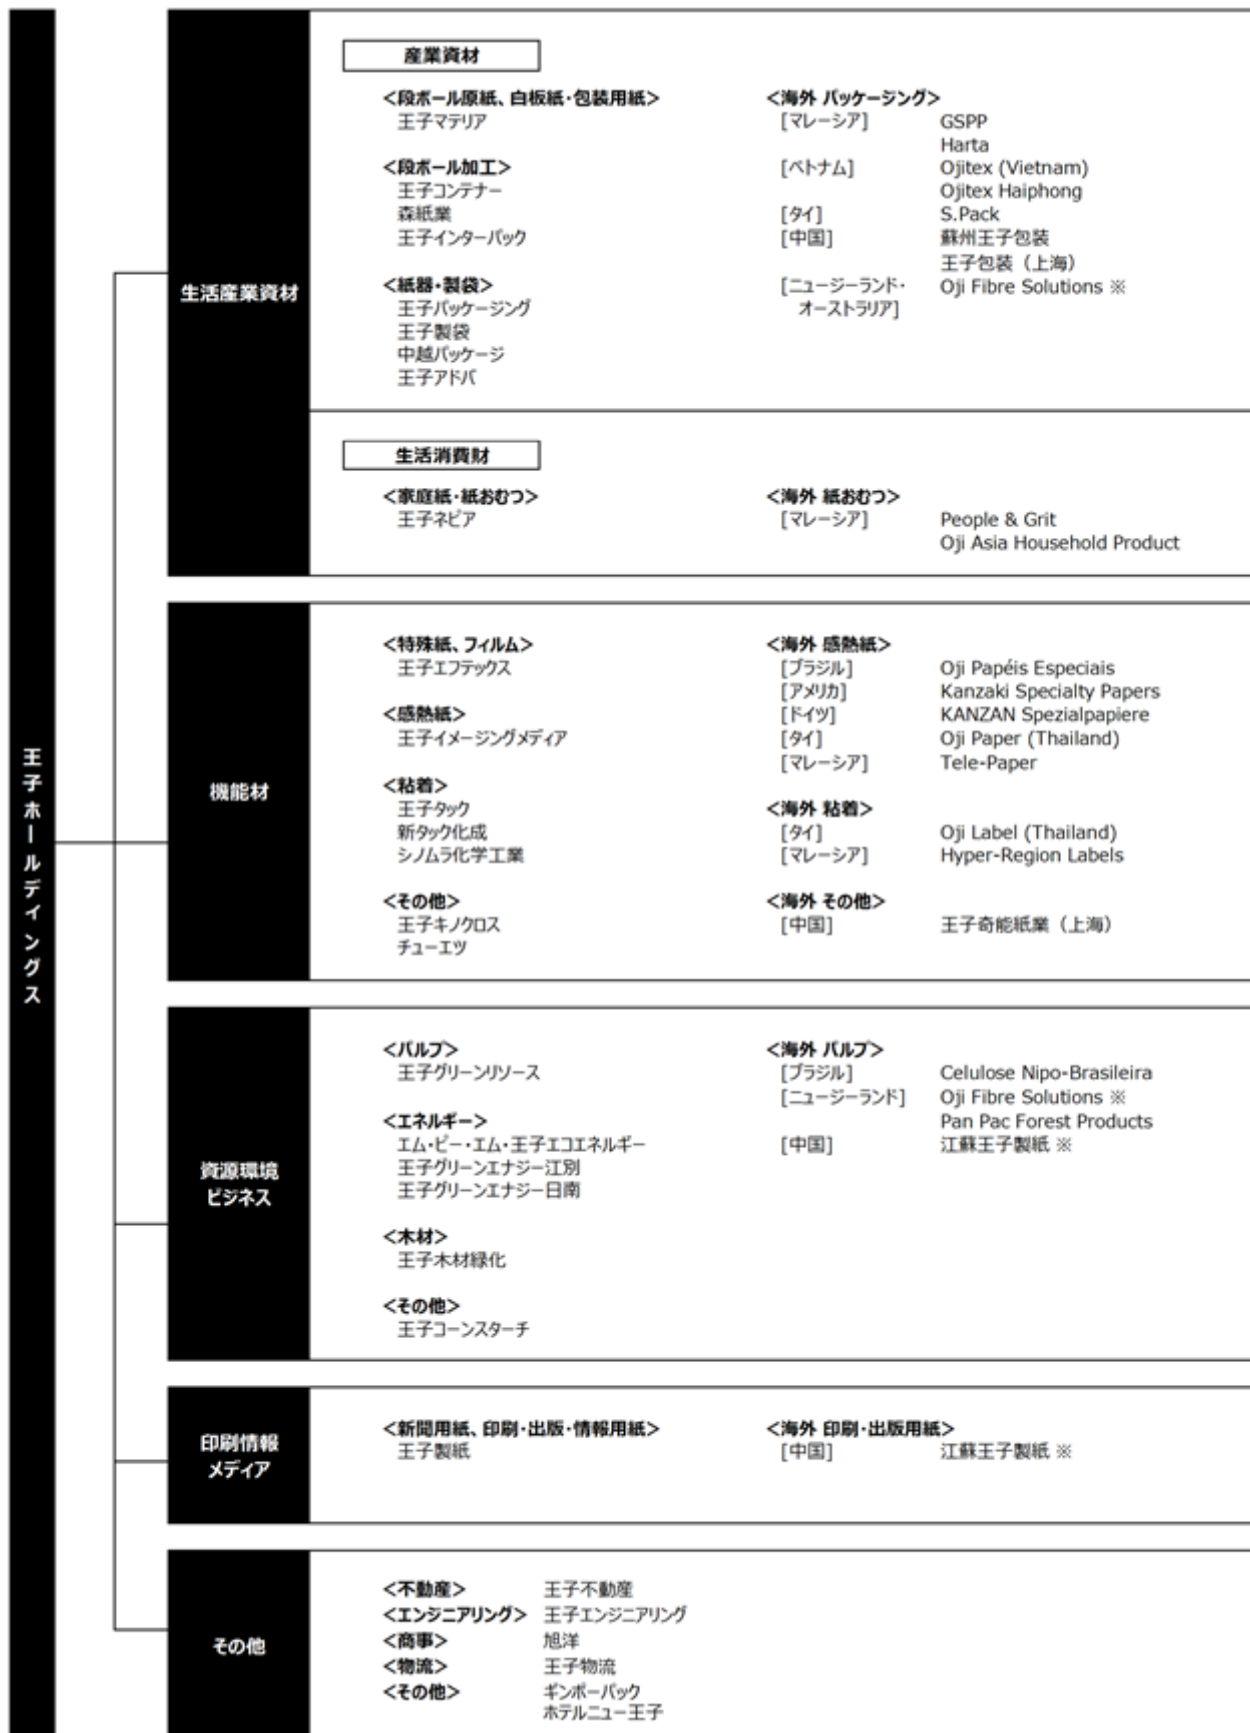 王子ホールディングス
生活産業資材
産業資材
<段ボール原紙、白板紙・包装用紙>
王子マテリア
<段ボール加工>
王子コンテナー
森紙業
王子インターパック
<紙器・製袋>
王子パッケージング
王子製袋
中越パッケージ
王子アドバ
<海外 パッケージング>
[マレーシア] GSPP
Harta
[ベトナム] Ojitex (Vietnam)
Ojitex Haiphong
[タイ] S.Pack
[中国] 蘇州王子包装
王子包装（上海）
[ニュージーランド・ Oji Fibre Solutions ※
オーストラリア]
生活消費財
<家庭紙・紙おむつ>
王子ネピア
<海外 紙おむつ>
[マレーシア] People & Grit
Oji Asia Household Product
機能材
<特殊紙、フィルム>
王子エフテックス
<感熱紙>
王子イメージングメディア
<粘着>
王子タック
新タック化成
シノムラ化学工業
<その他>
王子キノクロス
チューエツ
<海外 感熱紙>
[ブラジル] Oji Papéis Especiais
[アメリカ] Kanzaki Specialty Papers
[ドイツ] KANZAN Spezialpapiere
[タイ] Oji Paper (Thailand)
[マレーシア] Tele-Paper
<海外 粘着>
[タイ] Oji Label (Thailand)
[マレーシア] Hyper-Region Labels
<海外 その他>
[中国] 王子奇能紙業（上海）
資源環境
ビジネス
<パルプ>
王子グリーンリソース
<エネルギー>
エム・ピー・エム・王子エコエネルギー
王子グリーンエナジー江別
王子グリーンエナジー日南
<木材>
王子木材緑化
<その他>
王子コーンスターチ
<海外 パルプ>
[ブラジル] Celulose Nipo-Brasileira
[ニュージーランド] Oji Fibre Solutions ※
Pan Pac Forest Products
[中国] 江蘇王子製紙 ※
印刷情報
メディア
<新聞用紙、印刷・出版・情報用紙>
王子製紙
<海外 印刷・出版用紙>
[中国] 江蘇王子製紙 ※
その他
<不動産> 王子不動産
<エンジニアリング> 王子エンジニアリング
<商事> 旭洋
<物流> 王子物流
<その他> ギンポーパック
ホテルニュー王子